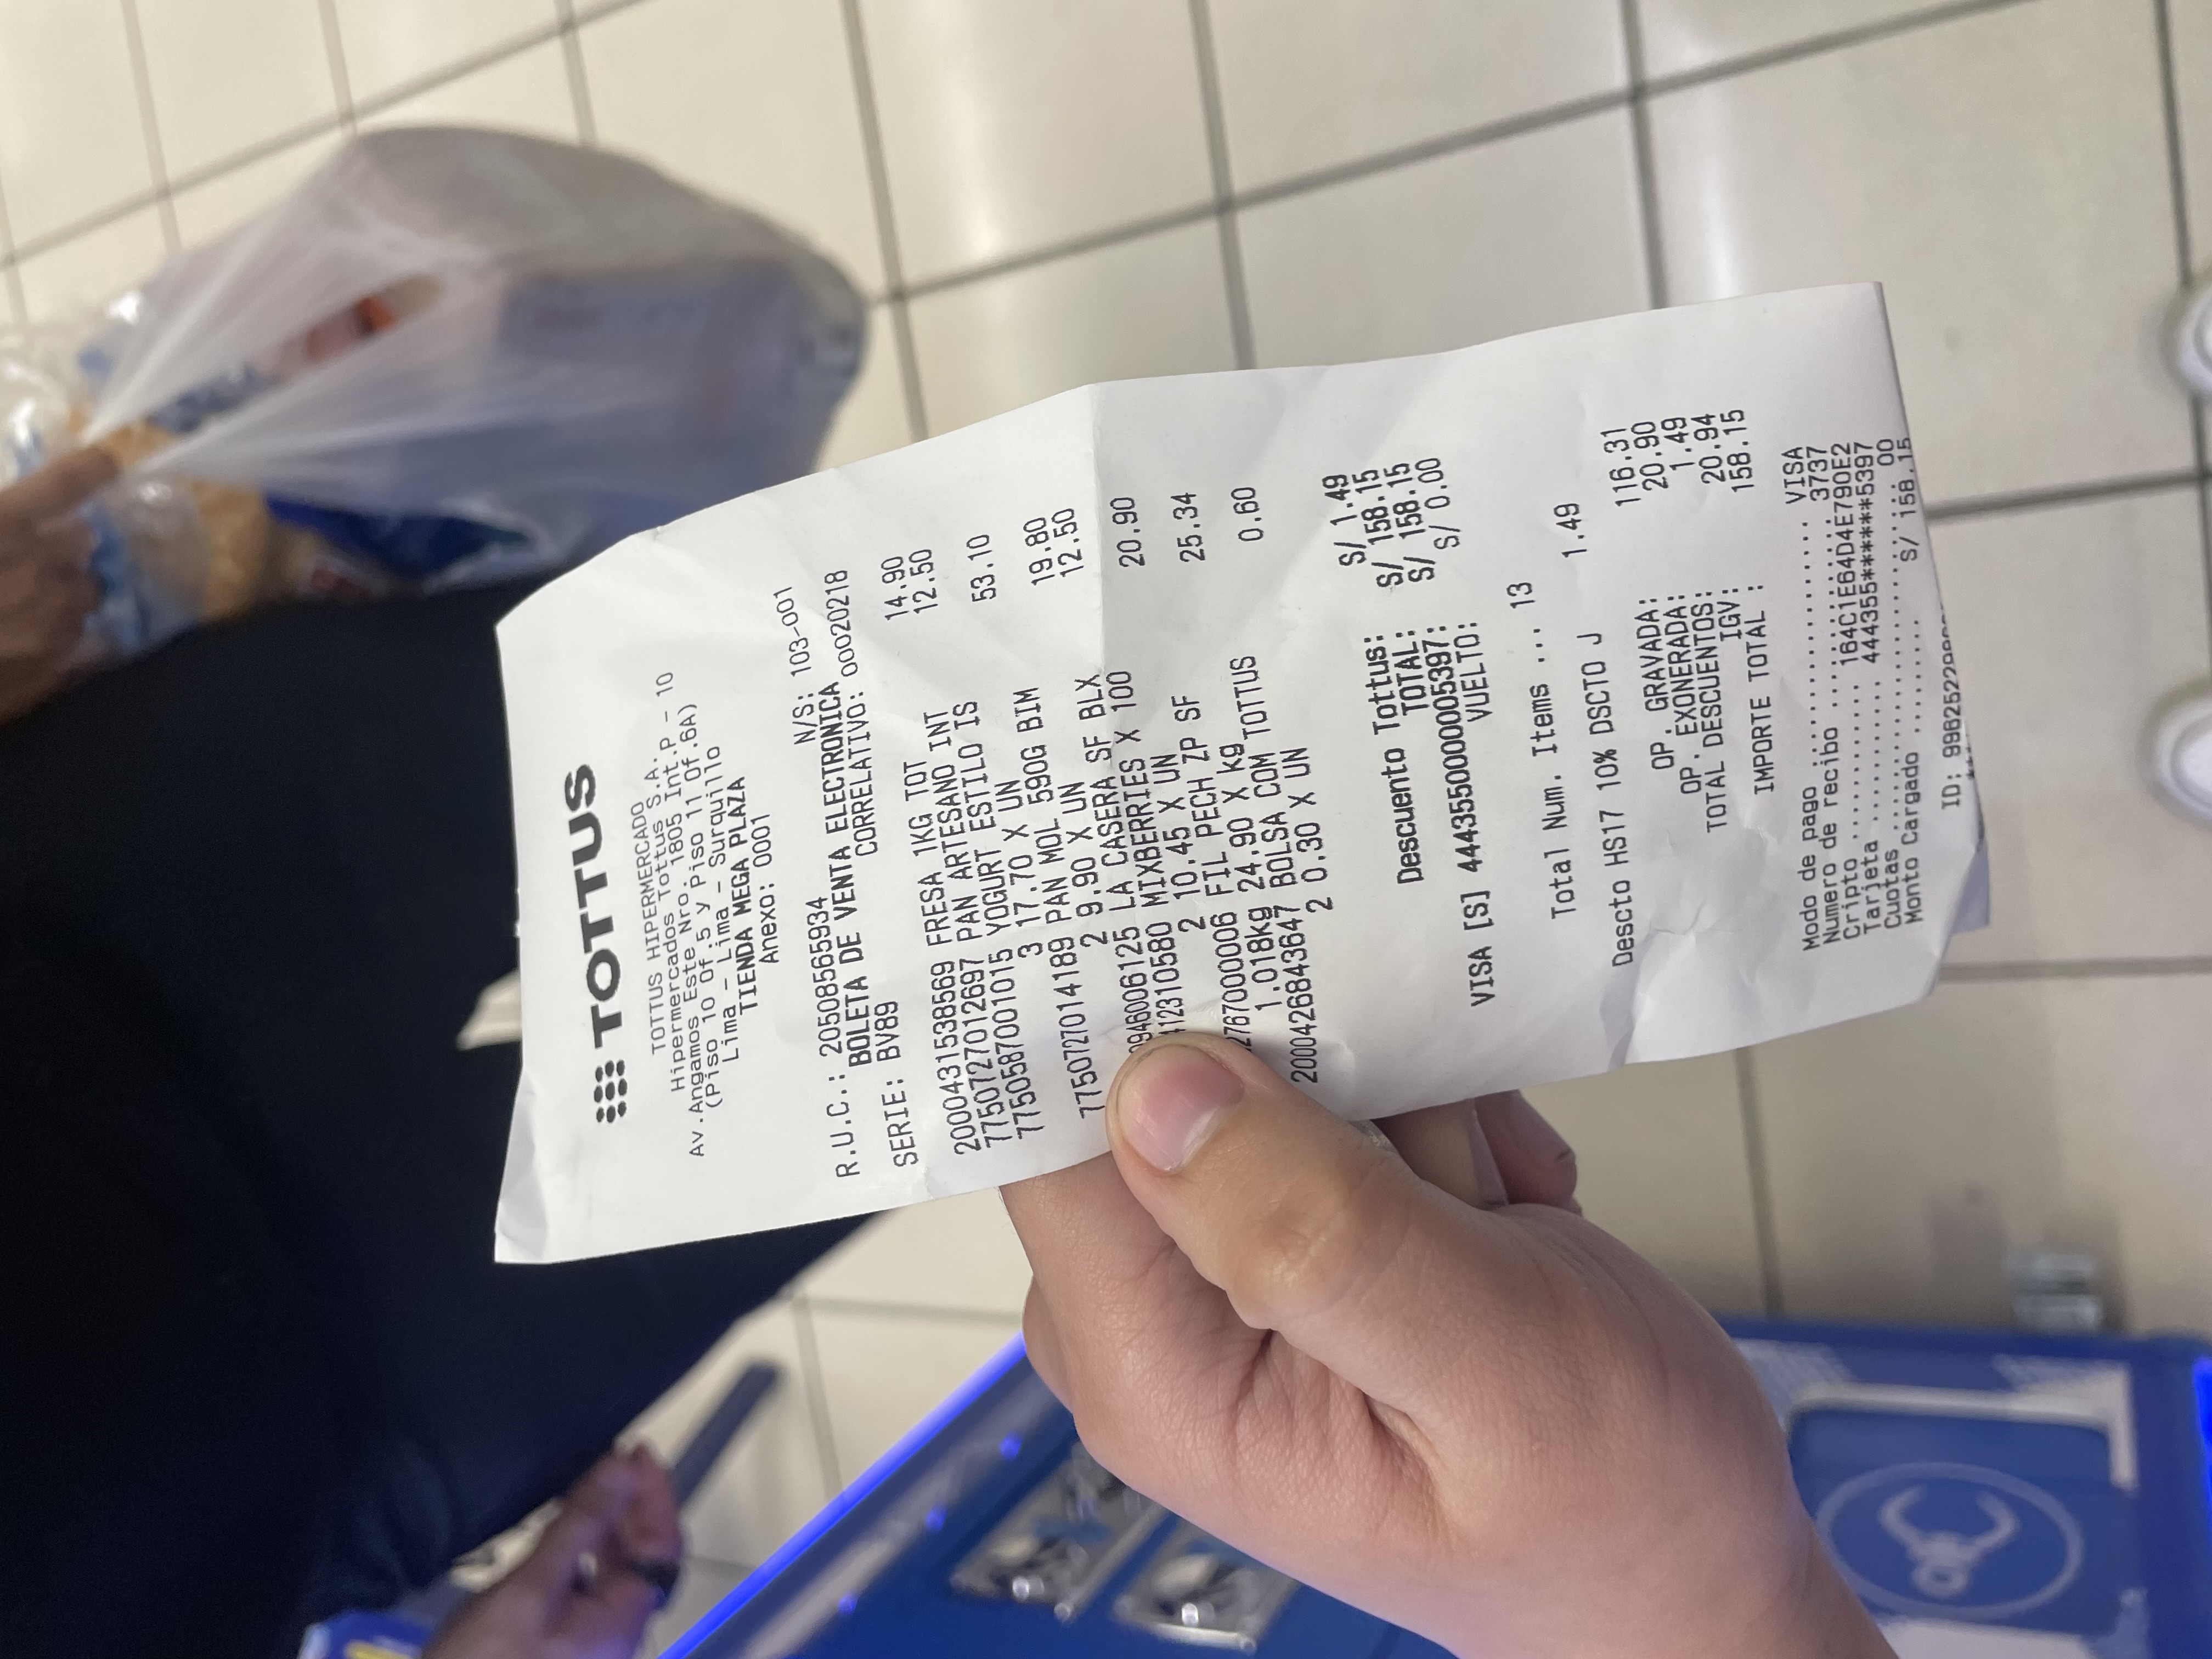 TOTTUS
TOTTUS HIPERMERCADO
Hipermercados Tottus S.A.
Av.Angamos Este Nro. 1805 Int.P - 10
(Piso 10 Of.5 y Piso 11 Of.6A)
Lima - Lima - Surquillo
TIENDA MEGA PLAZA
Anexo: 0001
R.U.C.: 20508565934 N/S: 103-001
BOLETA DE VENTA ELECTRONICA
SERIE: BV89 CORRELATIVO: 00020218
2000431538569 FRESA 1KG TOT 14.90
7750727012697 PAN ARTESANO INT 12.50
7750587001015 YOGURT ESTILO IS
3 17.70 X UN 53.10
7750727014189 PAN MOL 590G BIM
2 9.90 X UN 19.80
946006125 LA CASERA SF BLX 12.50
12310580 MIXBERRIES X 100
2 10.45 X UN 20.90
2767000006 FIL PECH ZP SF
1.018kg 24.90 X kg 25.34
2000426843647 BOLSA COM TOTTUS
2 0.30 X UN 0.60
Descuento Tottus: S/ 1.49
TOTAL: S/ 158.15
VISA [S] 4443550000005397: S/ 158.15
VUELTO: S/ 0.00
Total Num. Items ... 13
Descto HS17 10% DSCTO J 1.49
OP. GRAVADA: 116.31
OP. EXONERADA: 20.90
TOTAL DESCUENTOS: 1.49
IGV: 20.94
IMPORTE TOTAL : 158.15
Modo de pago .................. VISA
Numero de recibo .............. 3737
Cripto ............ 164C1E64D4E790E2
Tarjeta ........... 444355******5397
Cuotas ......................... 00
Monto Cargado ......... S/ 158.15
ID: 99625229